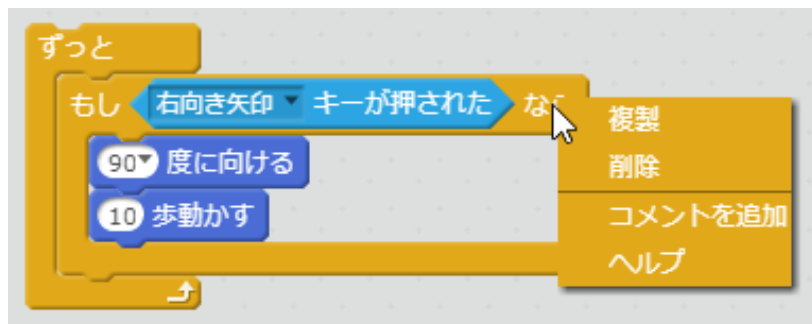 ずっと
もし 右向き矢印 キーが押された な
90 度に向ける
10 歩動かす
複製
削除
コメントを追加
ヘルプ